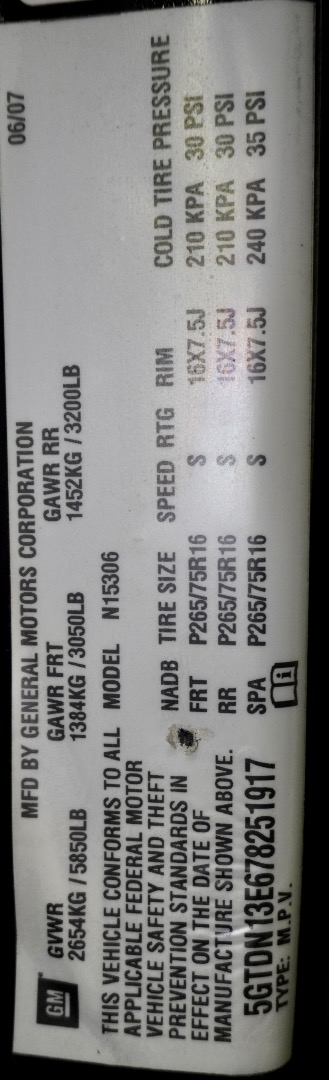 MFD BY GENERAL MOTORS CORPORATION 06/07
GM
GVWR GAWR FRT GAWR RR
2654KG / 5850LB 1384KG / 3050LB 1452KG / 3200LB
THIS VEHICLE CONFORMS TO ALL
APPLICABLE FEDERAL MOTOR
VEHICLE SAFETY AND THEFT
PREVENTION STANDARDS IN
EFFECT ON THE DATE OF
MANUFACTURE SHOWN ABOVE.
MODEL N15306
NADB TIRE SIZE SPEED RTG RIM COLD TIRE PRESSURE
FRT P265/75R16 S 16X7.5J 210 KPA 30 PSI
RR P265/75R16 S 16X7.5J 210 KPA 30 PSI
SPA P265/75R16 S 16X7.5J 240 KPA 35 PSI
5GTDN13E678251917
TYPE: M.P.V.